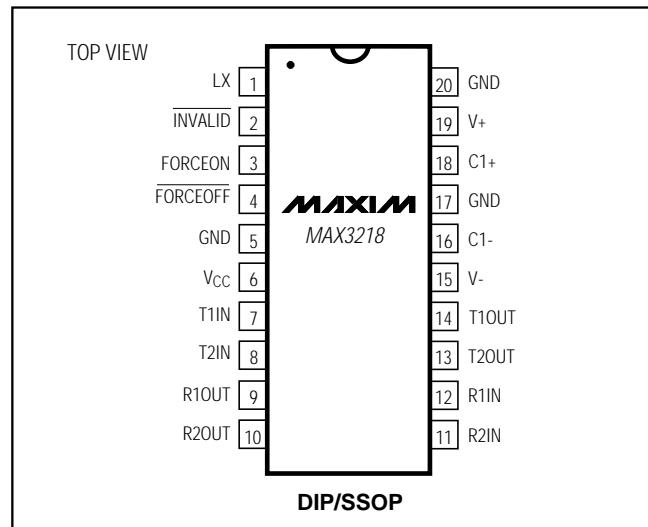 TOP VIEW
LX 1
INVALID 2
FORCEON 3
FORCEOFF 4
GND 5
VCC 6
T1IN 7
T2IN 8
R1OUT 9
R2OUT 10
MAXIM
MAX3218
20 GND
19 V+
18 C1+
17 GND
16 C1-
15 V-
14 T1OUT
13 T2OUT
12 R1IN
11 R2IN
DIP/SSOP